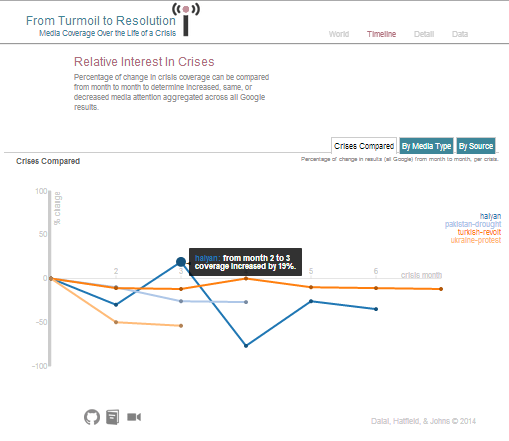 From Turmoil to Resolution
Media Coverage Over the Life of a Crisis
World Timeline Detail Data
Relative Interest In Crises
Percentage of change in crisis coverage can be compared
from month to month to determine increased, same, or
decreased media attention aggregated across all Google
results.
Crises Compared By Media Type By Source
Crises Compared
Percentage of change in results (all Google) from month to month, per crisis.
100
% change
haiyan
pakistan-drought
turkish-revolt
ukraine-protest
50
haiyan: from month 2 to 3
coverage increased by 19%.
0
2 3 5 6
crisis month
−50
−100
Datal, Hatfield, & Johns © 2014